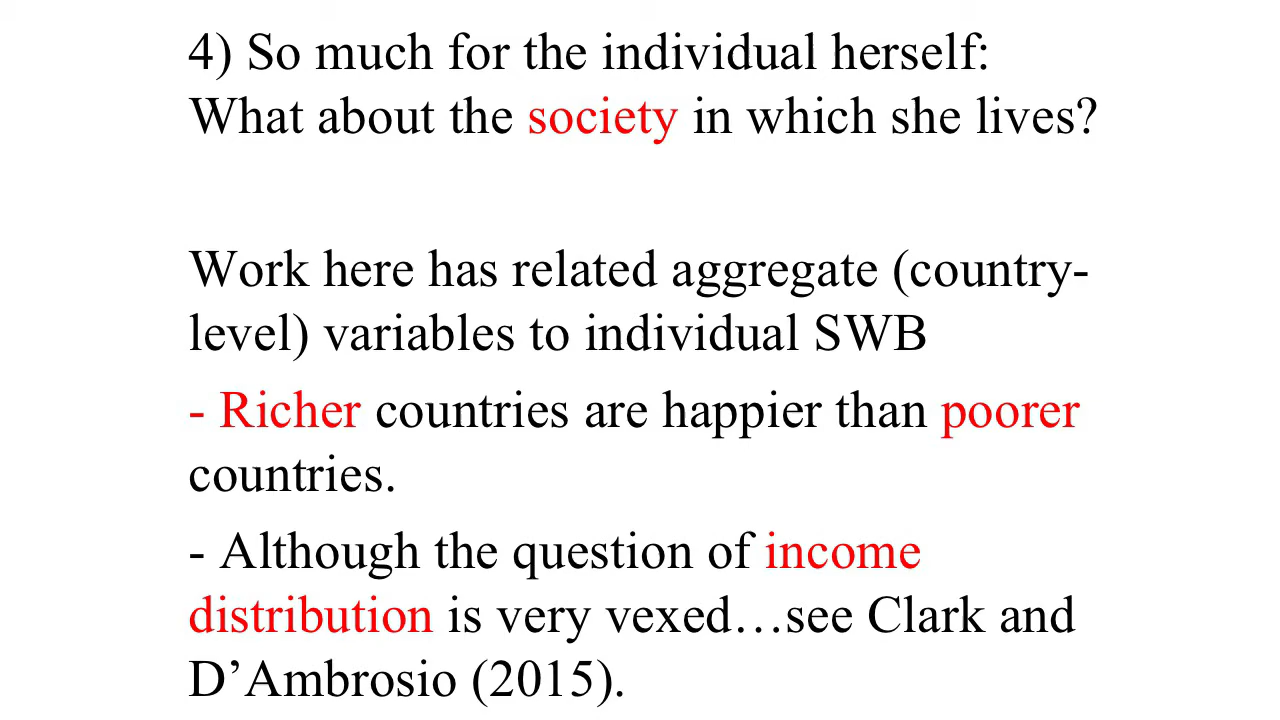 4) So much for the individual herself:
What about the society in which she lives?
Work here has related aggregate (country-
level) variables to individual SWB
- Richer countries are happier than poorer
countries.
- Although the question of income
distribution is very vexed…see Clark and
D’Ambrosio (2015).